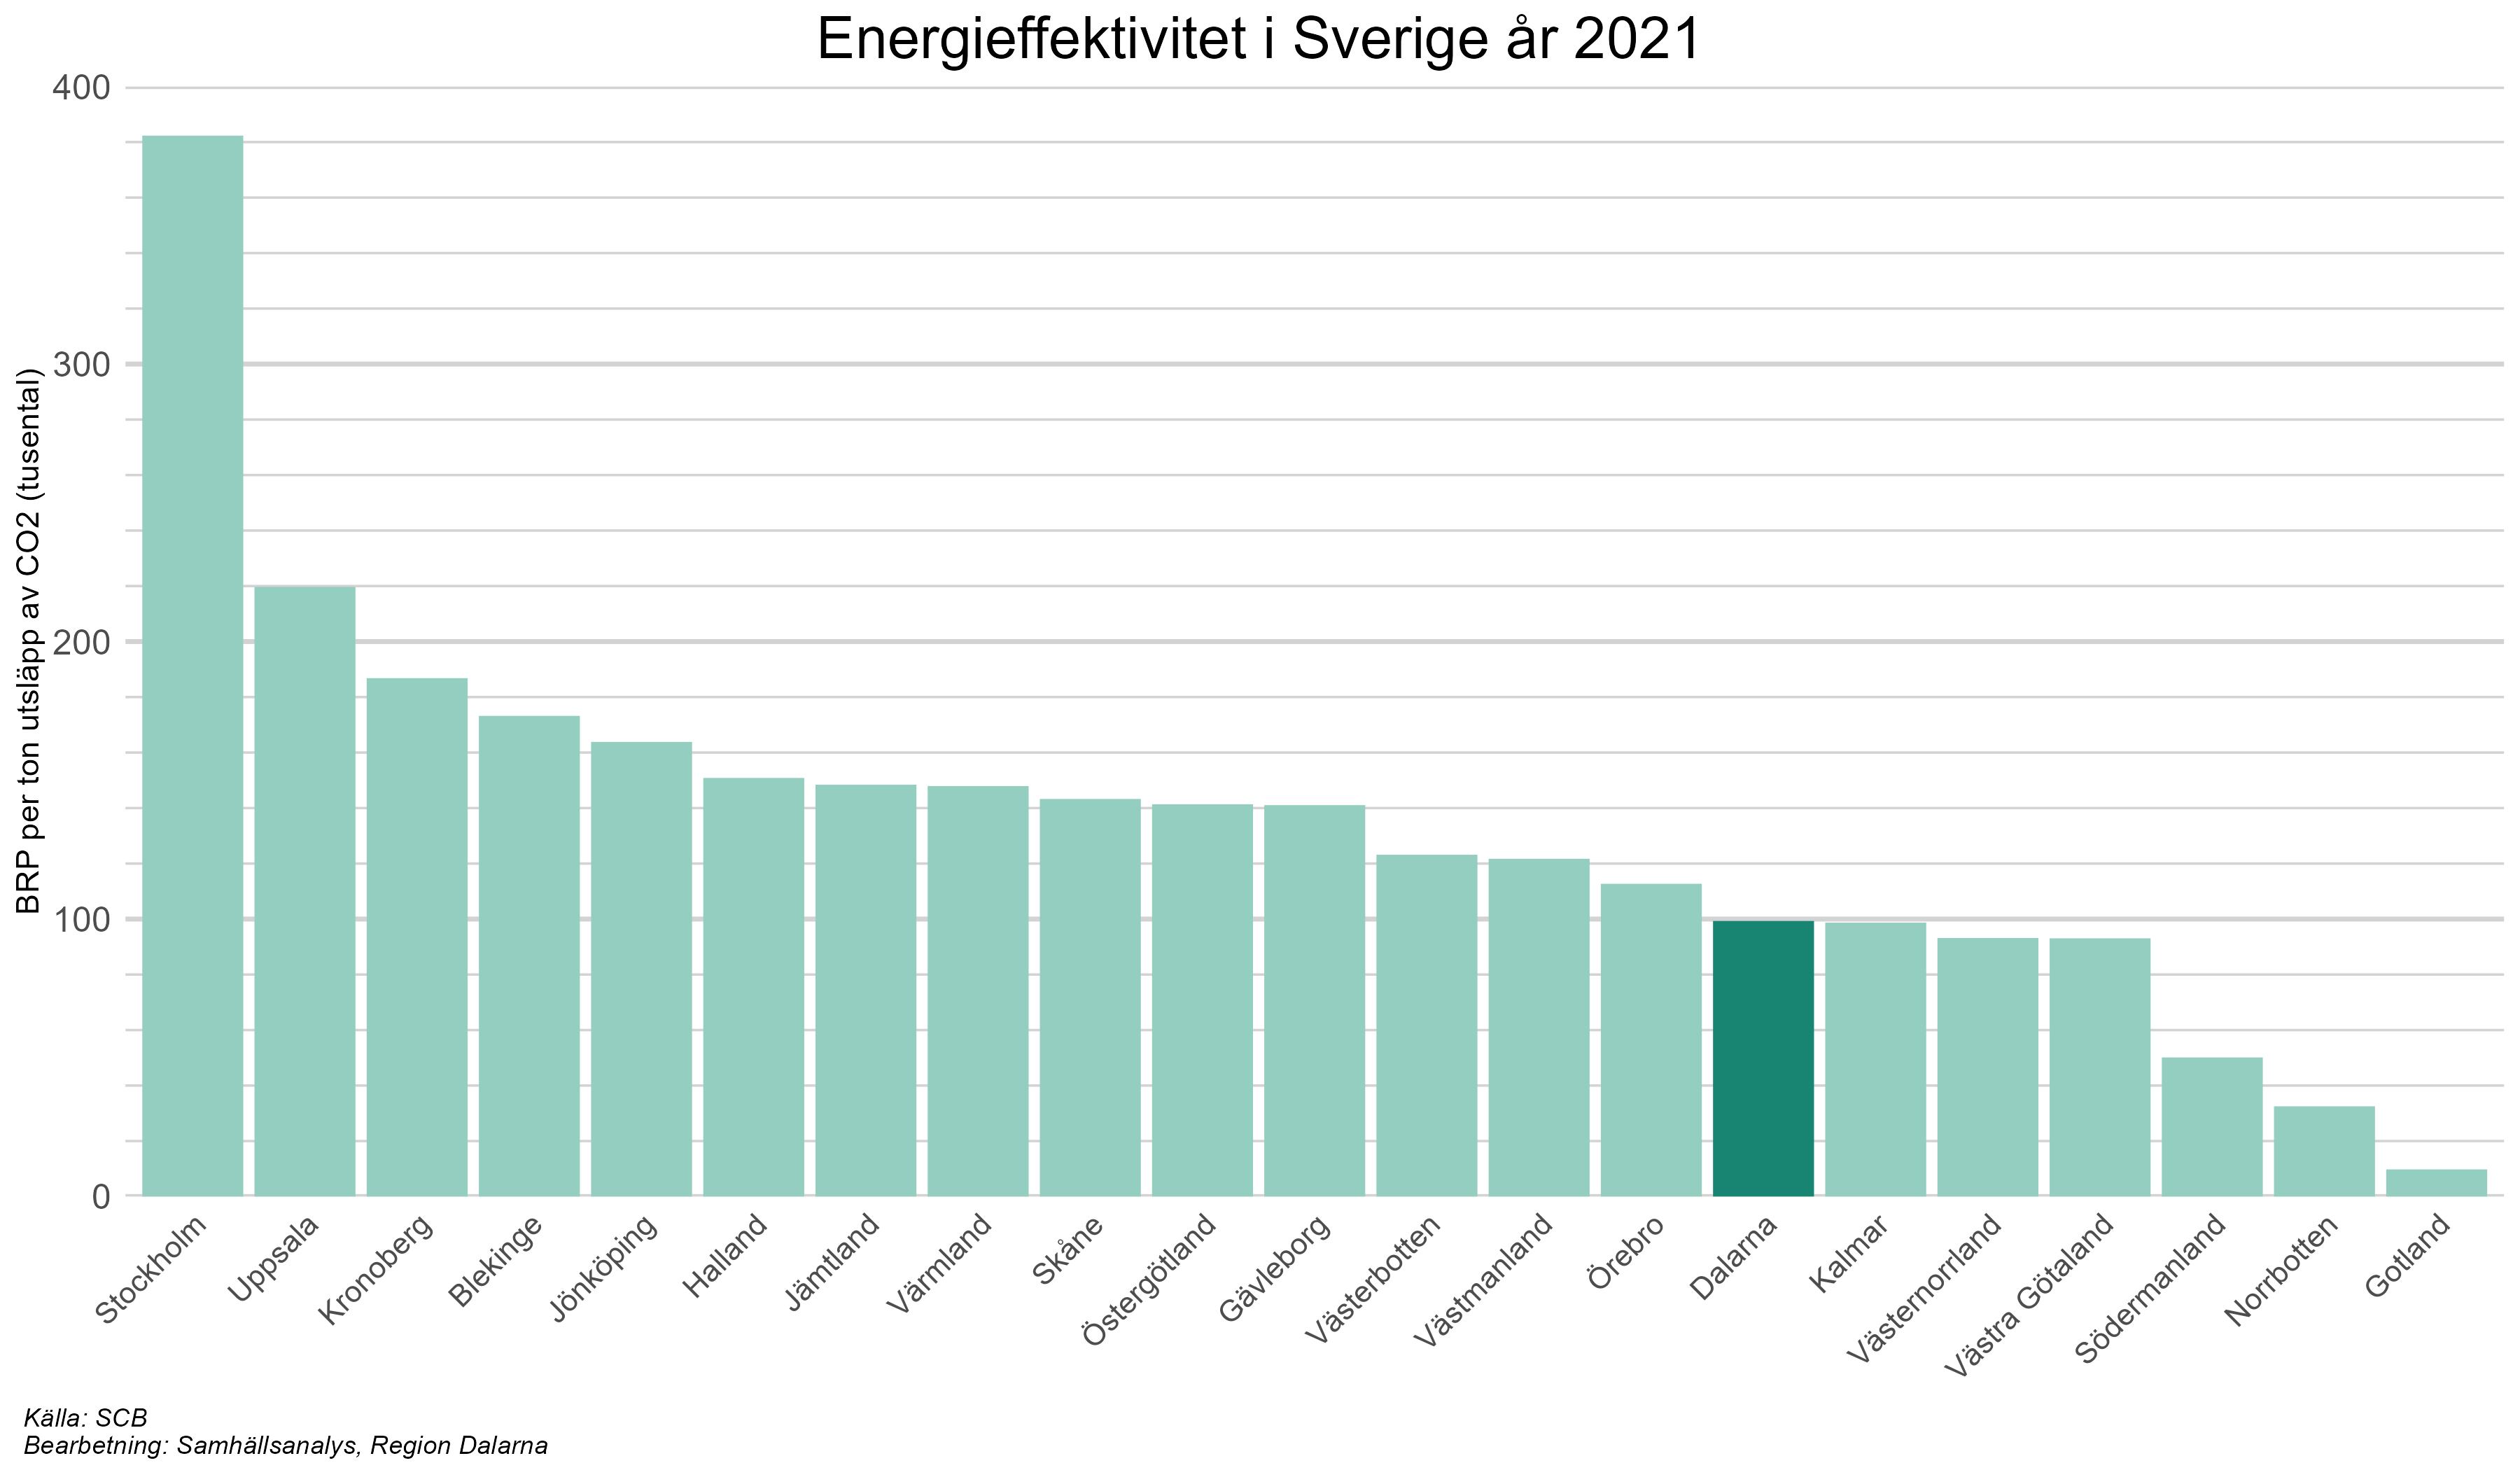 Energieffektivitet i Sverige år 2021
BRP per ton utsläpp av CO2 (tusental)
400
300
200
100
0
Stockholm
Uppsala
Kronoberg
Blekinge
Jönköping
Halland
Jämtland
Värmland
Skåne
Östergötland
Gävleborg
Västerbotten
Västmanland
Örebro
Dalarna
Kalmar
Västernorrland
Västra Götaland
Södermanland
Norrbotten
Gotland
Källa: SCB
Bearbetning: Samhällsanalys, Region Dalarna